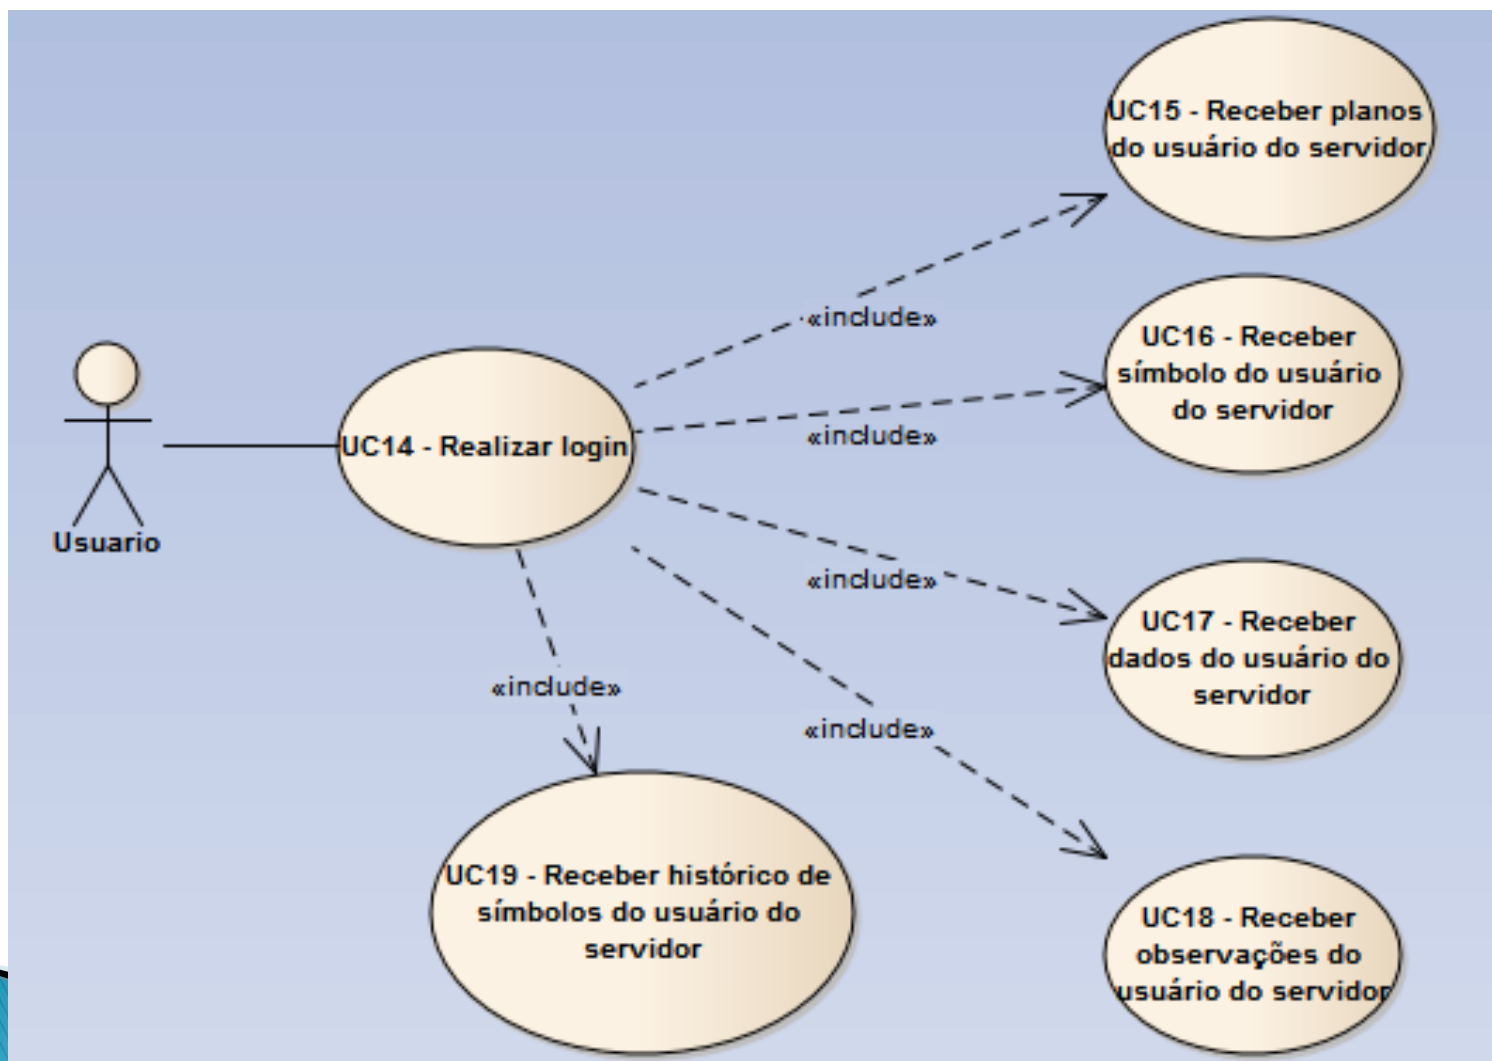 UC15 - Receber planos
do usuário do servidor
«include»
UC16 - Receber
símbolo do usuário
do servidor
«include»
UC14 - Realizar login
Usuario
«include»
UC17 - Receber
dados do usuário do
servidor
«include»
«include»
UC19 - Receber histórico de
símbolos do usuário do
servidor
UC18 - Receber
observações do
usuário do servidor